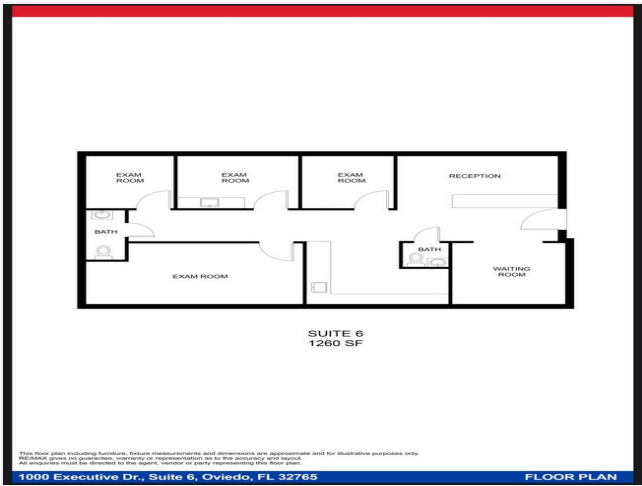 EXAM
ROOM
EXAM
ROOM
EXAM
ROOM
RECEPTION
BATH
BATH
EXAM ROOM
WAITING
ROOM
SUITE 6
1260 SF
This floor plan including furniture, fixture measurements and dimensions are approximate and for illustrative purposes only.
RE/MAX gives no guarantee, warranty or representation as to the accuracy and layout.
All enquiries must be directed to the agent, vendor or party representing this floor plan.
1000 Executive Dr., Suite 6, Oviedo, FL 32765
FLOOR PLAN